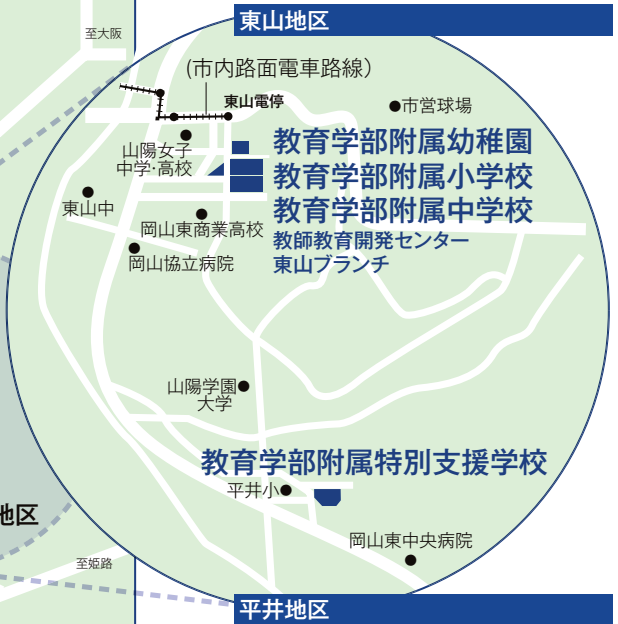 東山地区
至大阪
(市内路面電車路線)
東山電停
市営球場
山陽女子
中学・高校
教育学部附属幼稚園
教育学部附属小学校
教育学部附属中学校
教師教育開発センター
東山ブランチ
東山中
岡山東商業高校
岡山協立病院
山陽学園
大学
教育学部附属特別支援学校
平井小
地区
岡山東中央病院
至姫路
平井地区